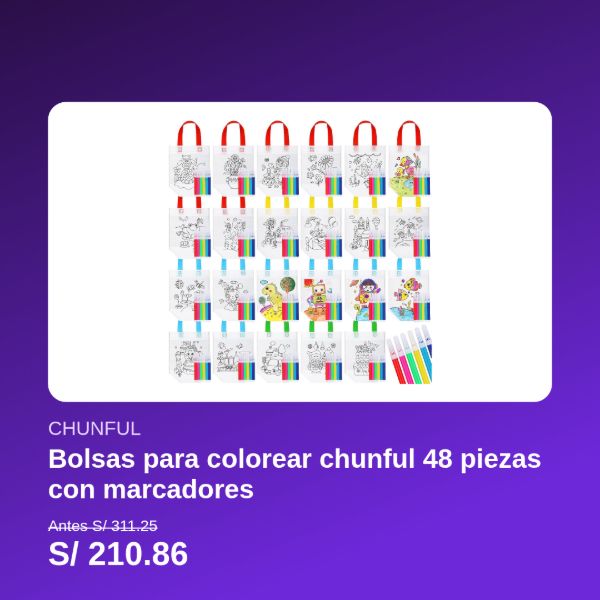 CHUNFUL
Bolsas para colorear chunful 48 piezas
con marcadores
Antes S/ 311.25
S/ 210.86